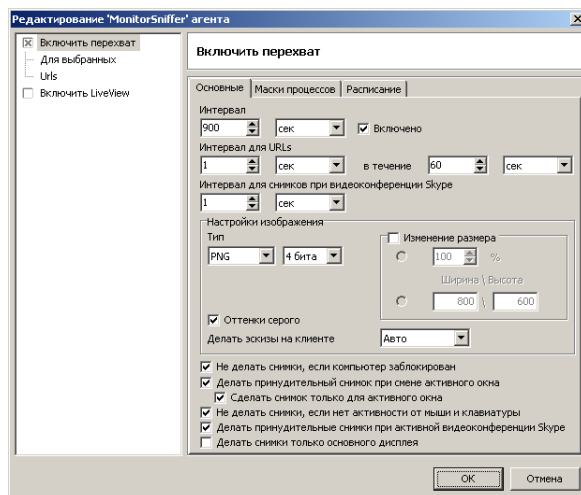 Редактирование 'MonitorSniffer' агента
Включить перехват
Для выбранных
Urls
Включить LiveView
Включить перехват
Основные Маски процессов Расписание
Интервал
900 сек Включено
Интервал для URLs
1 сек в течение 60 сек
Интервал для снимков при видеоконференции Skype
1 сек
Настройки изображения
Тип
PNG 4 бита
Изменение размера
100 %
Ширина \ Высота
800 \ 600
Оттенки серого
Делать эскизы на клиенте Авто
Не делать снимки, если компьютер заблокирован
Делать принудительный снимок при смене активного окна
Сделать снимок только для активного окна
Не делать снимки, если нет активности от мыши и клавиатуры
Делать принудительные снимки при активной видеоконференции Skype
Делать снимки только основного дисплея
OK Отмена